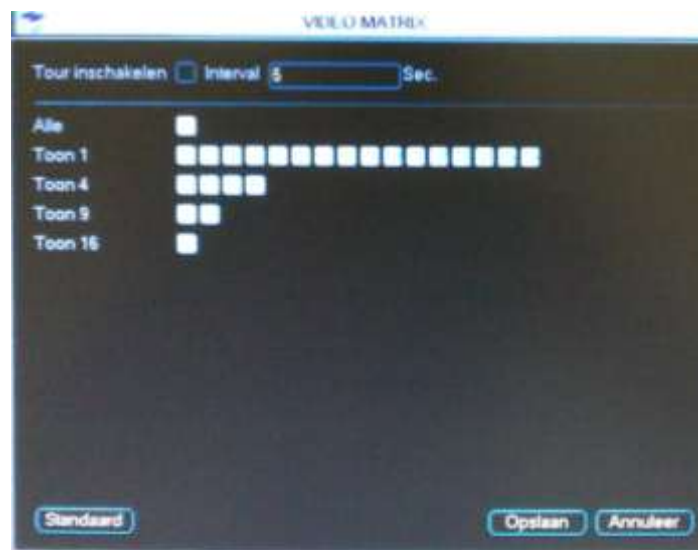 VIDEO MATRIX
Tour inschakelen Interval 5 Sec.
Alle
Toon 1
Toon 4
Toon 9
Toon 16
Standaard Opslaan Annuleer